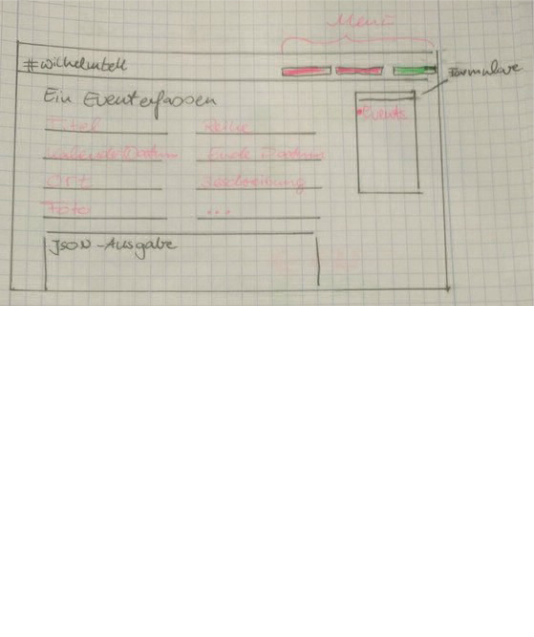 Menü
#wilhelmtell
Formulare
Ein Event erfassen
Events
Titel Reihe
Kalender Datum Ende Datum
Ort Beschreibung
Foto ...
JSON-Ausgabe